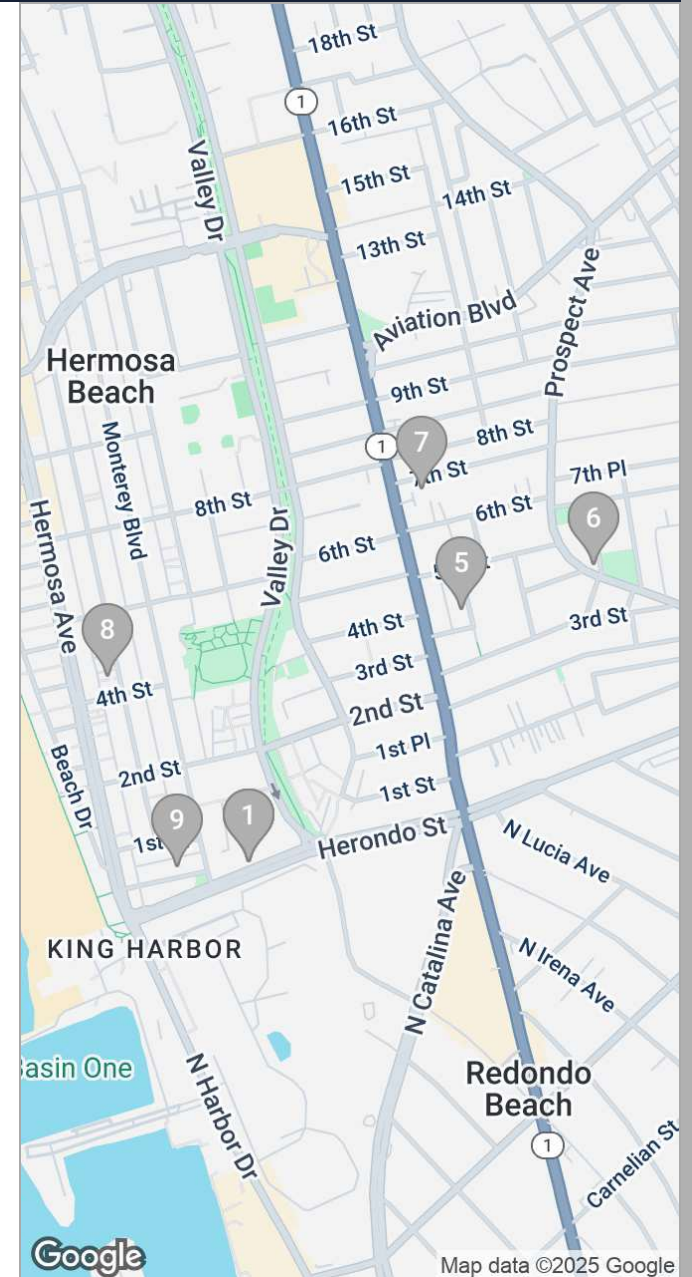 18th St
1
16th St
Valley Dr
15th St
14th St
13th St
Prospect Ave
Aviation Blvd
Hermosa
Beach
9th St
Monterey Blvd
1
7
8th St
7th St
7th Pl
8th St
Hermosa Ave
Valley Dr
6th St
6
6th St
5
8
4th St
3rd St
3rd St
4th St
2nd St
Beach Dr
1st Pl
2nd St
1st St
9
1
1st
Herondo St
N Lucia Ave
KING HARBOR
N Catalina Ave
N Irena Ave
Basin One
N Harbor Dr
Redondo
Beach
1
Carnelian St
Google
Map data ©2025 Google